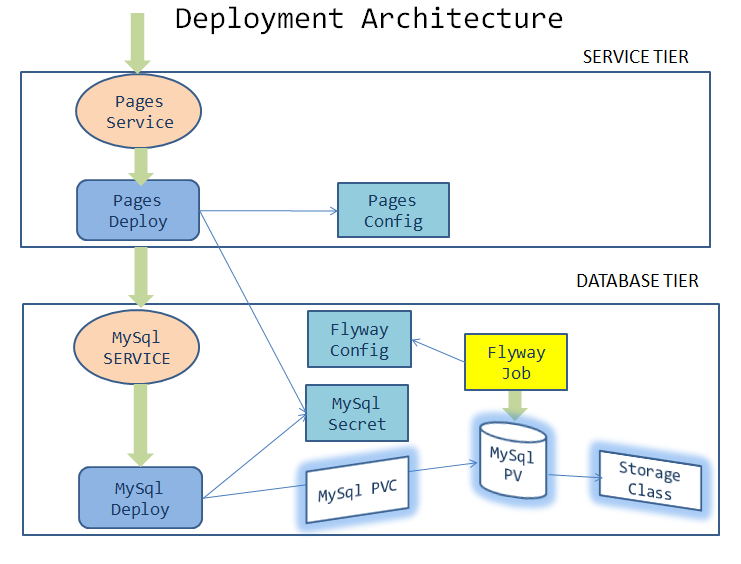 Deployment Architecture
SERVICE TIER
Pages
Service
Pages
Deploy
Pages
Config
DATABASE TIER
MySql
SERVICE
Flyway
Config
Flyway
Job
MySql
Secret
MySql
Deploy
MySql PVC
MySql
PV
Storage
Class